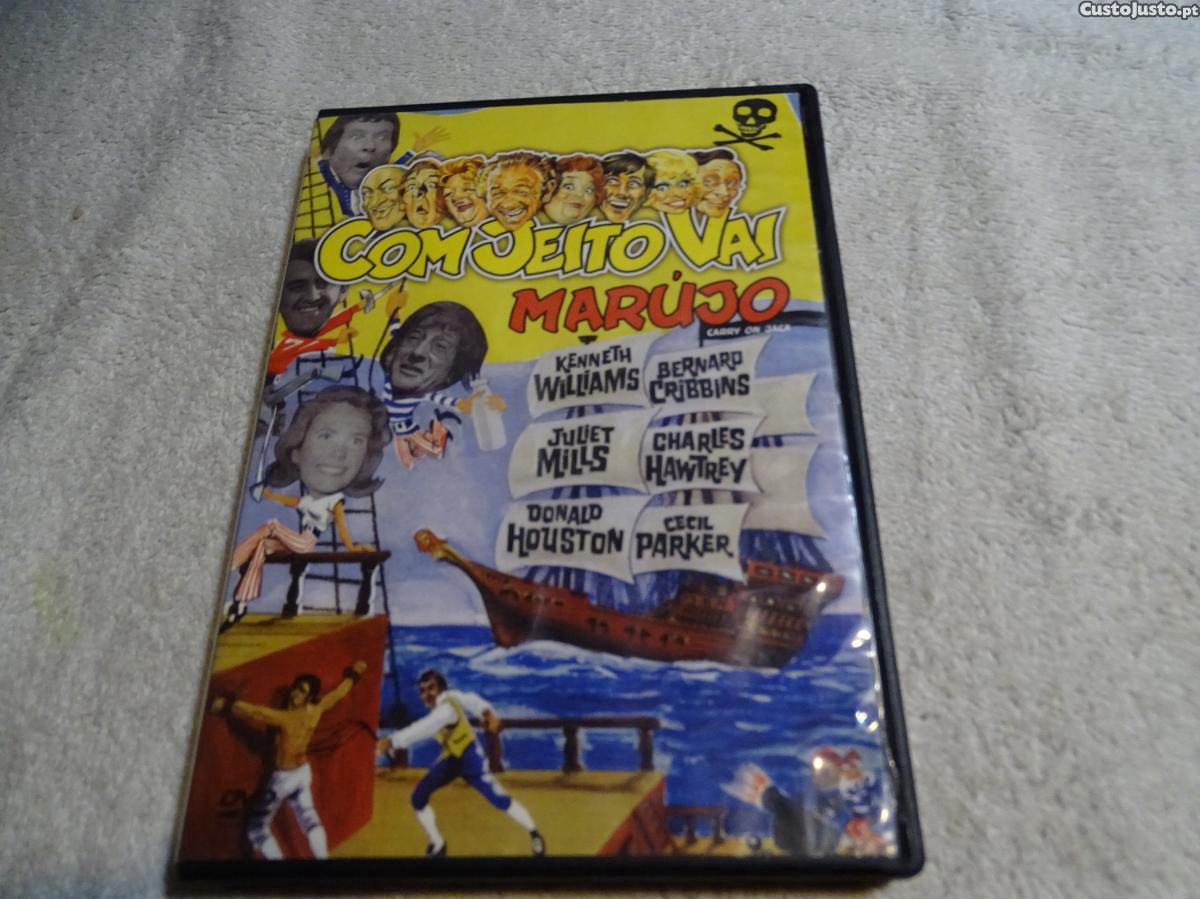 CustoJusto.pt
COM JEITO VAI
MARÚJO
CARRY ON JACK
KENNETH
WILLIAMS
BERNARD
CRIBBINS
JULIET
MILLS
CHARLES
HAWTREY
DONALD
HOUSTON
CECIL
PARKER